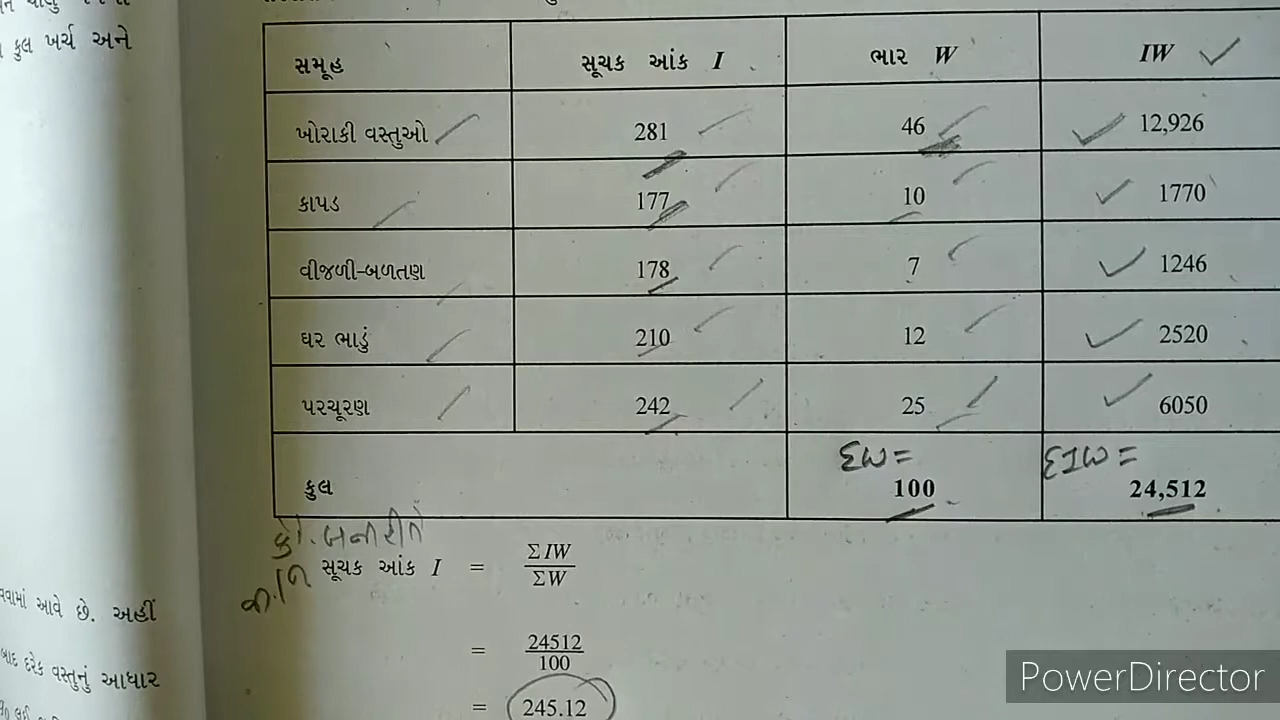 કુલ ખર્ચ અને
સમૂહ સૂચક આંક I ભાર W IW
ખોરાકી વસ્તુઓ 281 46 12,926
કાપડ 177 10 1770
વીજળી-બળતણ 178 7 1246
ઘર ભાડું 210 12 2520
પરચૂરણ 242 25 6050
ΣW= ΣIW=
કુલ 100 24,512
સૂચક આંક I = ΣIW / ΣW
આવે છે. અહીં
= 24512 / 100
બાદ દરેક વસ્તુનું આધાર
= 245.12
PowerDirector